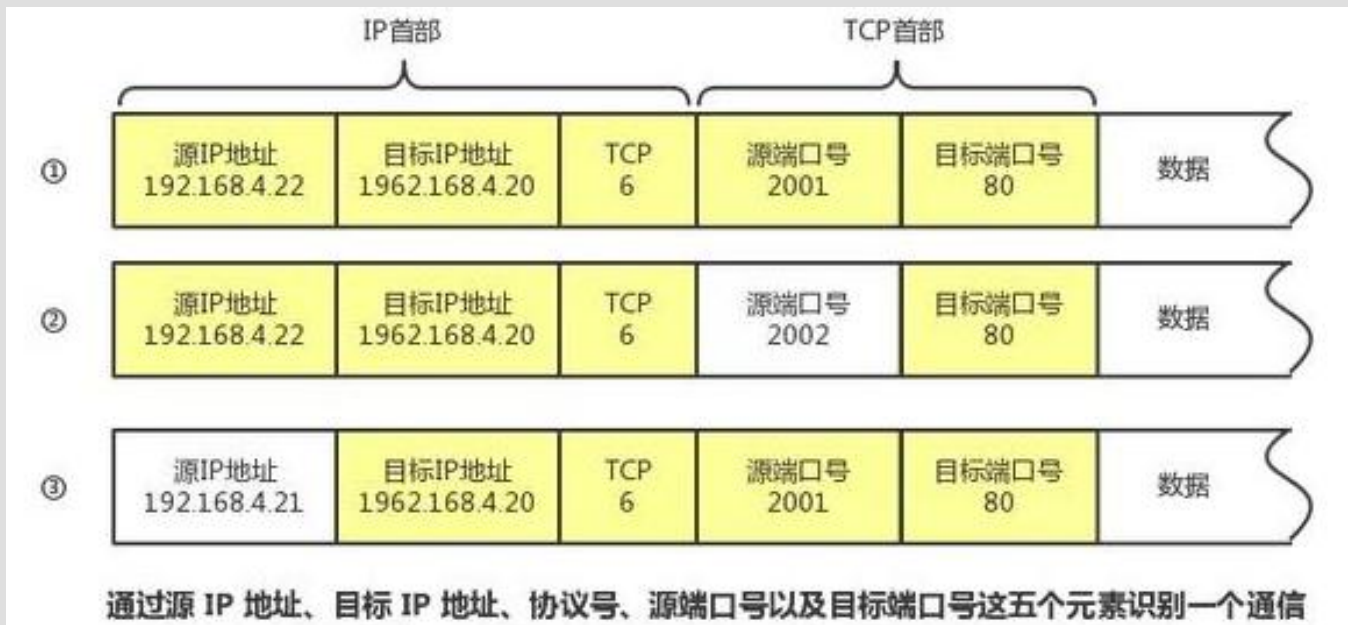 IP首部 TCP首部
① 源IP地址 目标IP地址 TCP 源端口号 目标端口号 数据
192.168.4.22 1962.168.4.20 6 2001 80
② 源IP地址 目标IP地址 TCP 源端口号 目标端口号 数据
192.168.4.22 1962.168.4.20 6 2002 80
③ 源IP地址 目标IP地址 TCP 源端口号 目标端口号 数据
192.168.4.21 1962.168.4.20 6 2001 80
通过源 IP 地址、目标 IP 地址、协议号、源端口号以及目标端口号这五个元素识别一个通信